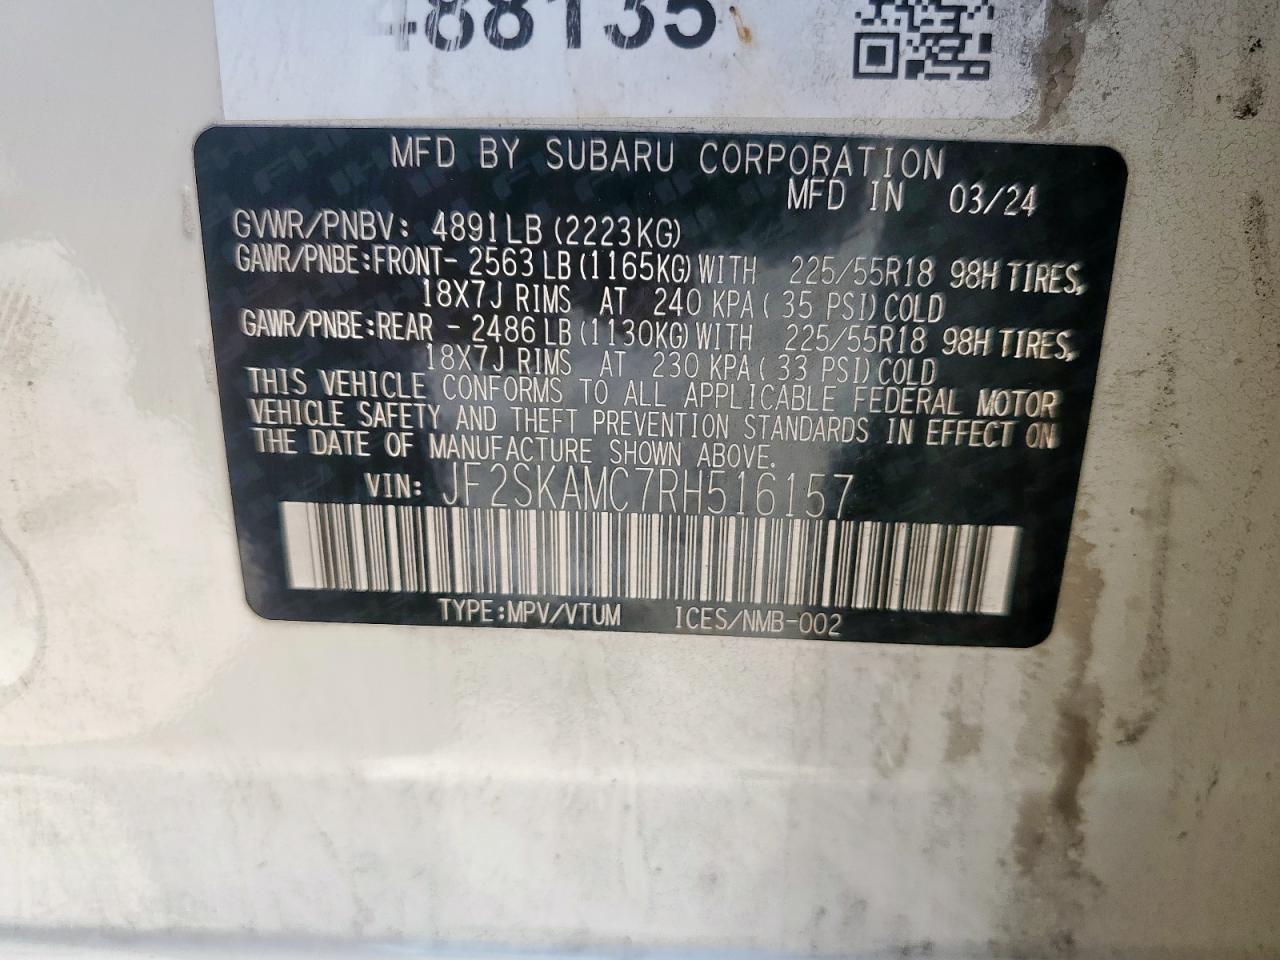 488135
MFD BY SUBARU CORPORATION
MFD IN 03/24
GVWR/PNBV: 4891LB (2223KG)
GAWR/PNBE:FRONT- 2563 LB (1165KG) WITH 225/55R18 98H TIRES,
18X7J RIMS AT 240 KPA ( 35 PSI) COLD
GAWR/PNBE:REAR - 2486 LB (1130KG) WITH 225/55R18 98H TIRES,
18X7J RIMS AT 230 KPA ( 33 PSI) COLD
THIS VEHICLE CONFORMS TO ALL APPLICABLE FEDERAL MOTOR
VEHICLE SAFETY AND THEFT PREVENTION STANDARDS IN EFFECT ON
THE DATE OF MANUFACTURE SHOWN ABOVE.
VIN: JF2SKAMC7RH516157
TYPE:MPV/VTUM ICES/NMB-002